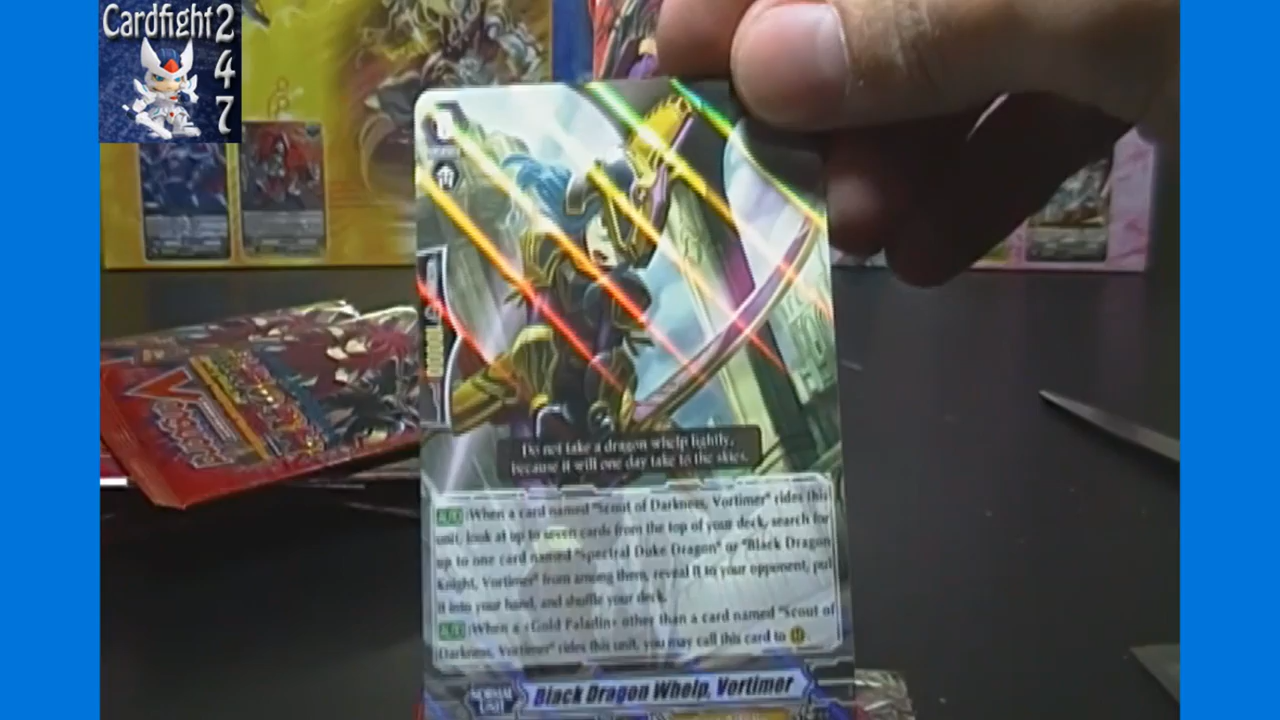 Cardfight 2
4
7
VANGUARD
Do not take a dragon whelp lightly,
because it will one day take to the skies.
AUTO :When a card named "Scout of Darkness, Vortimer" rides this
unit, look at up to seven cards from the top of your deck, search for
up to one card named "Spectral Duke Dragon" or "Black Dragon
Knight, Vortimer" from among them, reveal it to your opponent, put
it into your hand, and shuffle your deck.
AUTO :When a «Gold Paladin» other than a card named "Scout of
Darkness, Vortimer" rides this unit, you may call this card to R.
NORMAL
UNIT
Black Dragon Whelp, Vortimer